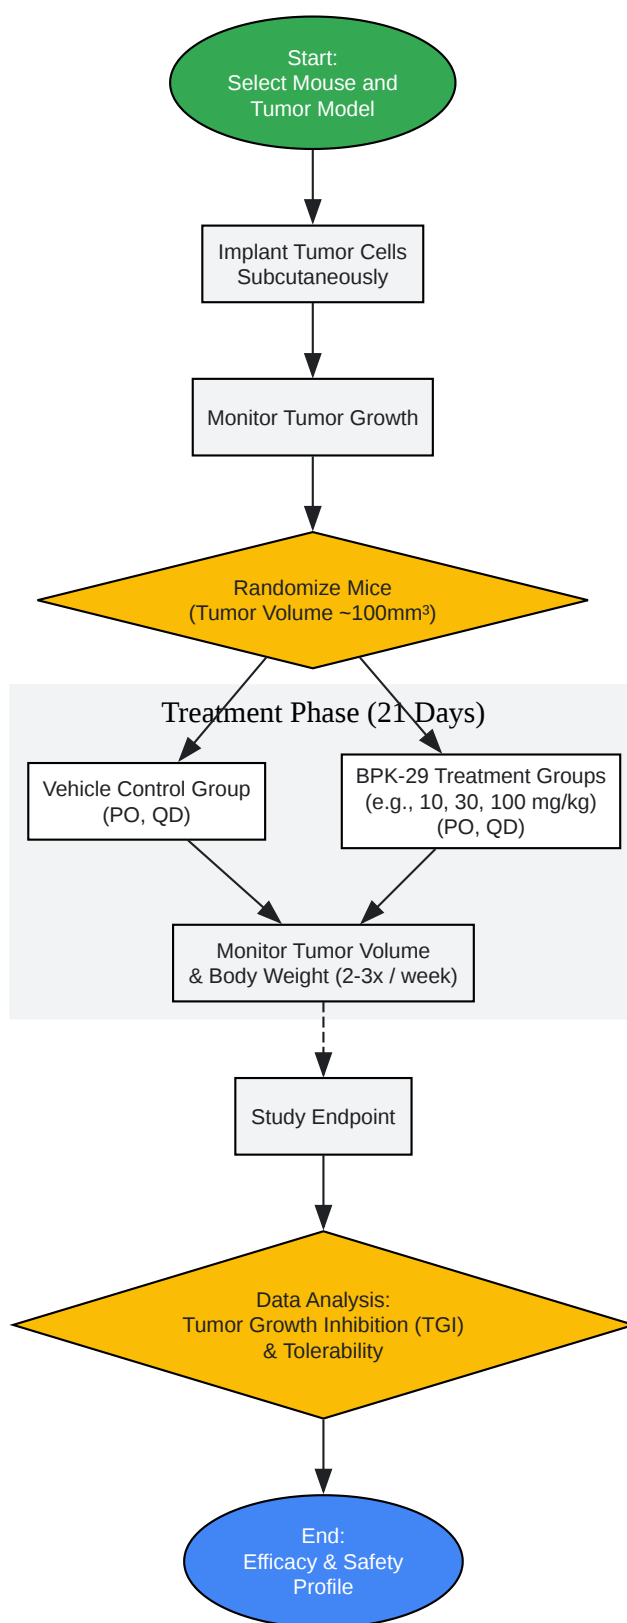 Start:
Select Mouse and
Tumor Model
Implant Tumor Cells
Subcutaneously
Monitor Tumor Growth
Randomize Mice
(Tumor Volume ~100mm³)
Treatment Phase (21 Days)
Vehicle Control Group
(PO, QD)
BPK-29 Treatment Groups
(e.g., 10, 30, 100 mg/kg)
(PO, QD)
Monitor Tumor Volume
& Body Weight (2-3x / week)
Study Endpoint
Data Analysis:
Tumor Growth Inhibition (TGI)
& Tolerability
End:
Efficacy & Safety
Profile